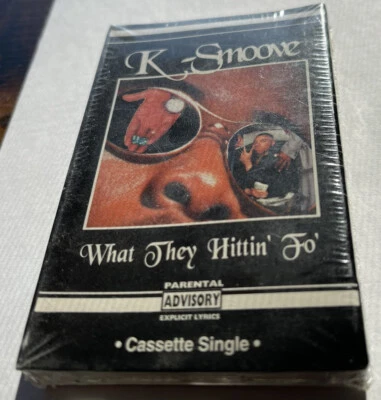 K-Smoove
What They Hittin' Fo'
PARENTAL
ADVISORY
EXPLICIT LYRICS
• Cassette Single •